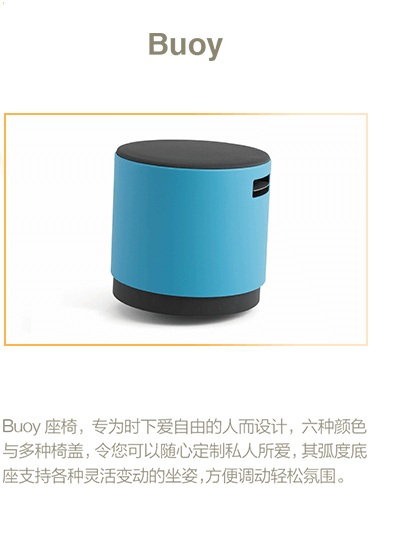 Buoy
Buoy 座椅，专为时下爱自由的人而设计，六种颜色
与多种椅盖，令您可以随心定制私人所爱，其弧度底
座支持各种灵活变动的坐姿,方便调动轻松氛围。